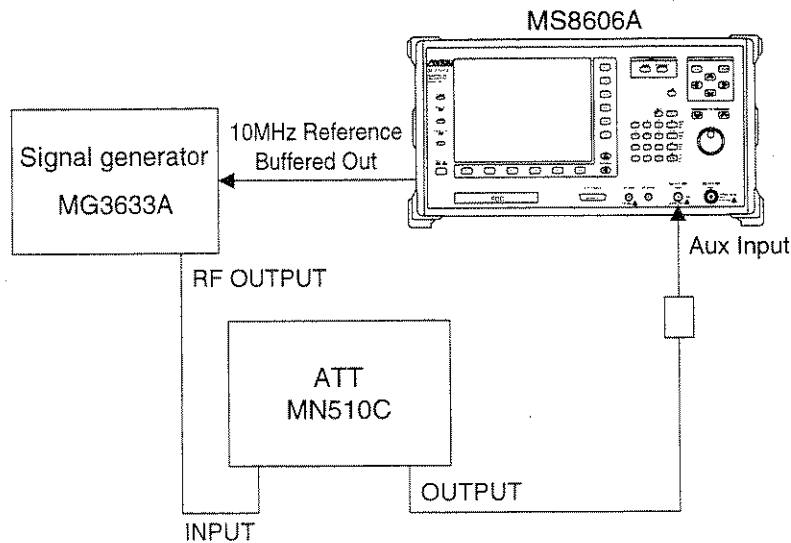 MS8606A
Signal generator
MG3633A
10MHz Reference
Buffered Out
Aux Input
RF OUTPUT
ATT
MN510C
OUTPUT
INPUT